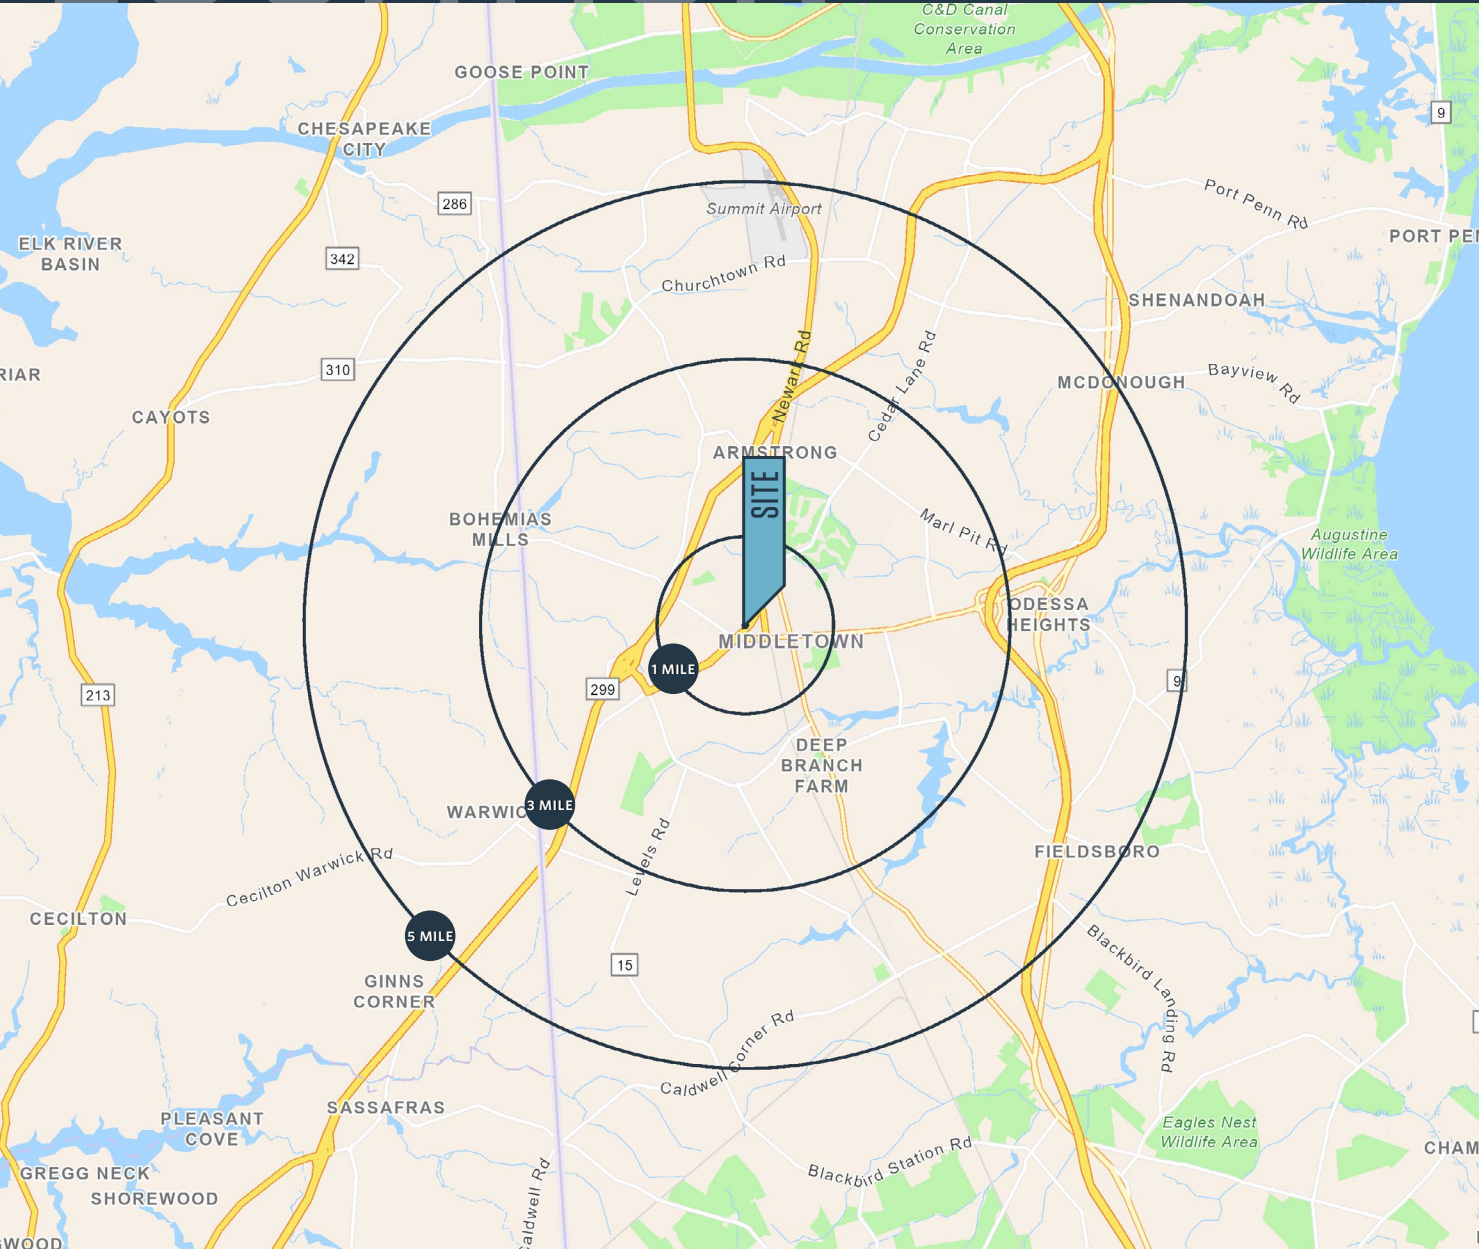 C&D Canal
Conservation
Area
GOOSE POINT
9
CHESAPEAKE
CITY
286
Port Penn Rd
Summit Airport
ELK RIVER
BASIN
342
PORT PEN
Churchtown Rd
SHENANDOAH
310
RIAR
Newark Rd
Cedar Lane Rd
MCDONOUGH
Bayview Rd
CAYOTS
ARMSTRONG
SITE
BOHEMIAS
MILLS
Marl Pit Rd
Augustine
Wildlife Area
ODESSA
HEIGHTS
MIDDLETOWN
1 MILE
299
213
9
DEEP
BRANCH
FARM
WARWIC
3 MILE
Levels Rd
FIELDSBORO
Cecilton Warwick Rd
CECILTON
5 MILE
15
Blackbird Landing Rd
GINNS
CORNER
Caldwell Corner Rd
SASSAFRAS
PLEASANT
COVE
Eagles Nest
Wildlife Area
CHAM
Blackbird Station Rd
GREGG NECK
SHOREWOOD
aldwell Rd
GWOOD